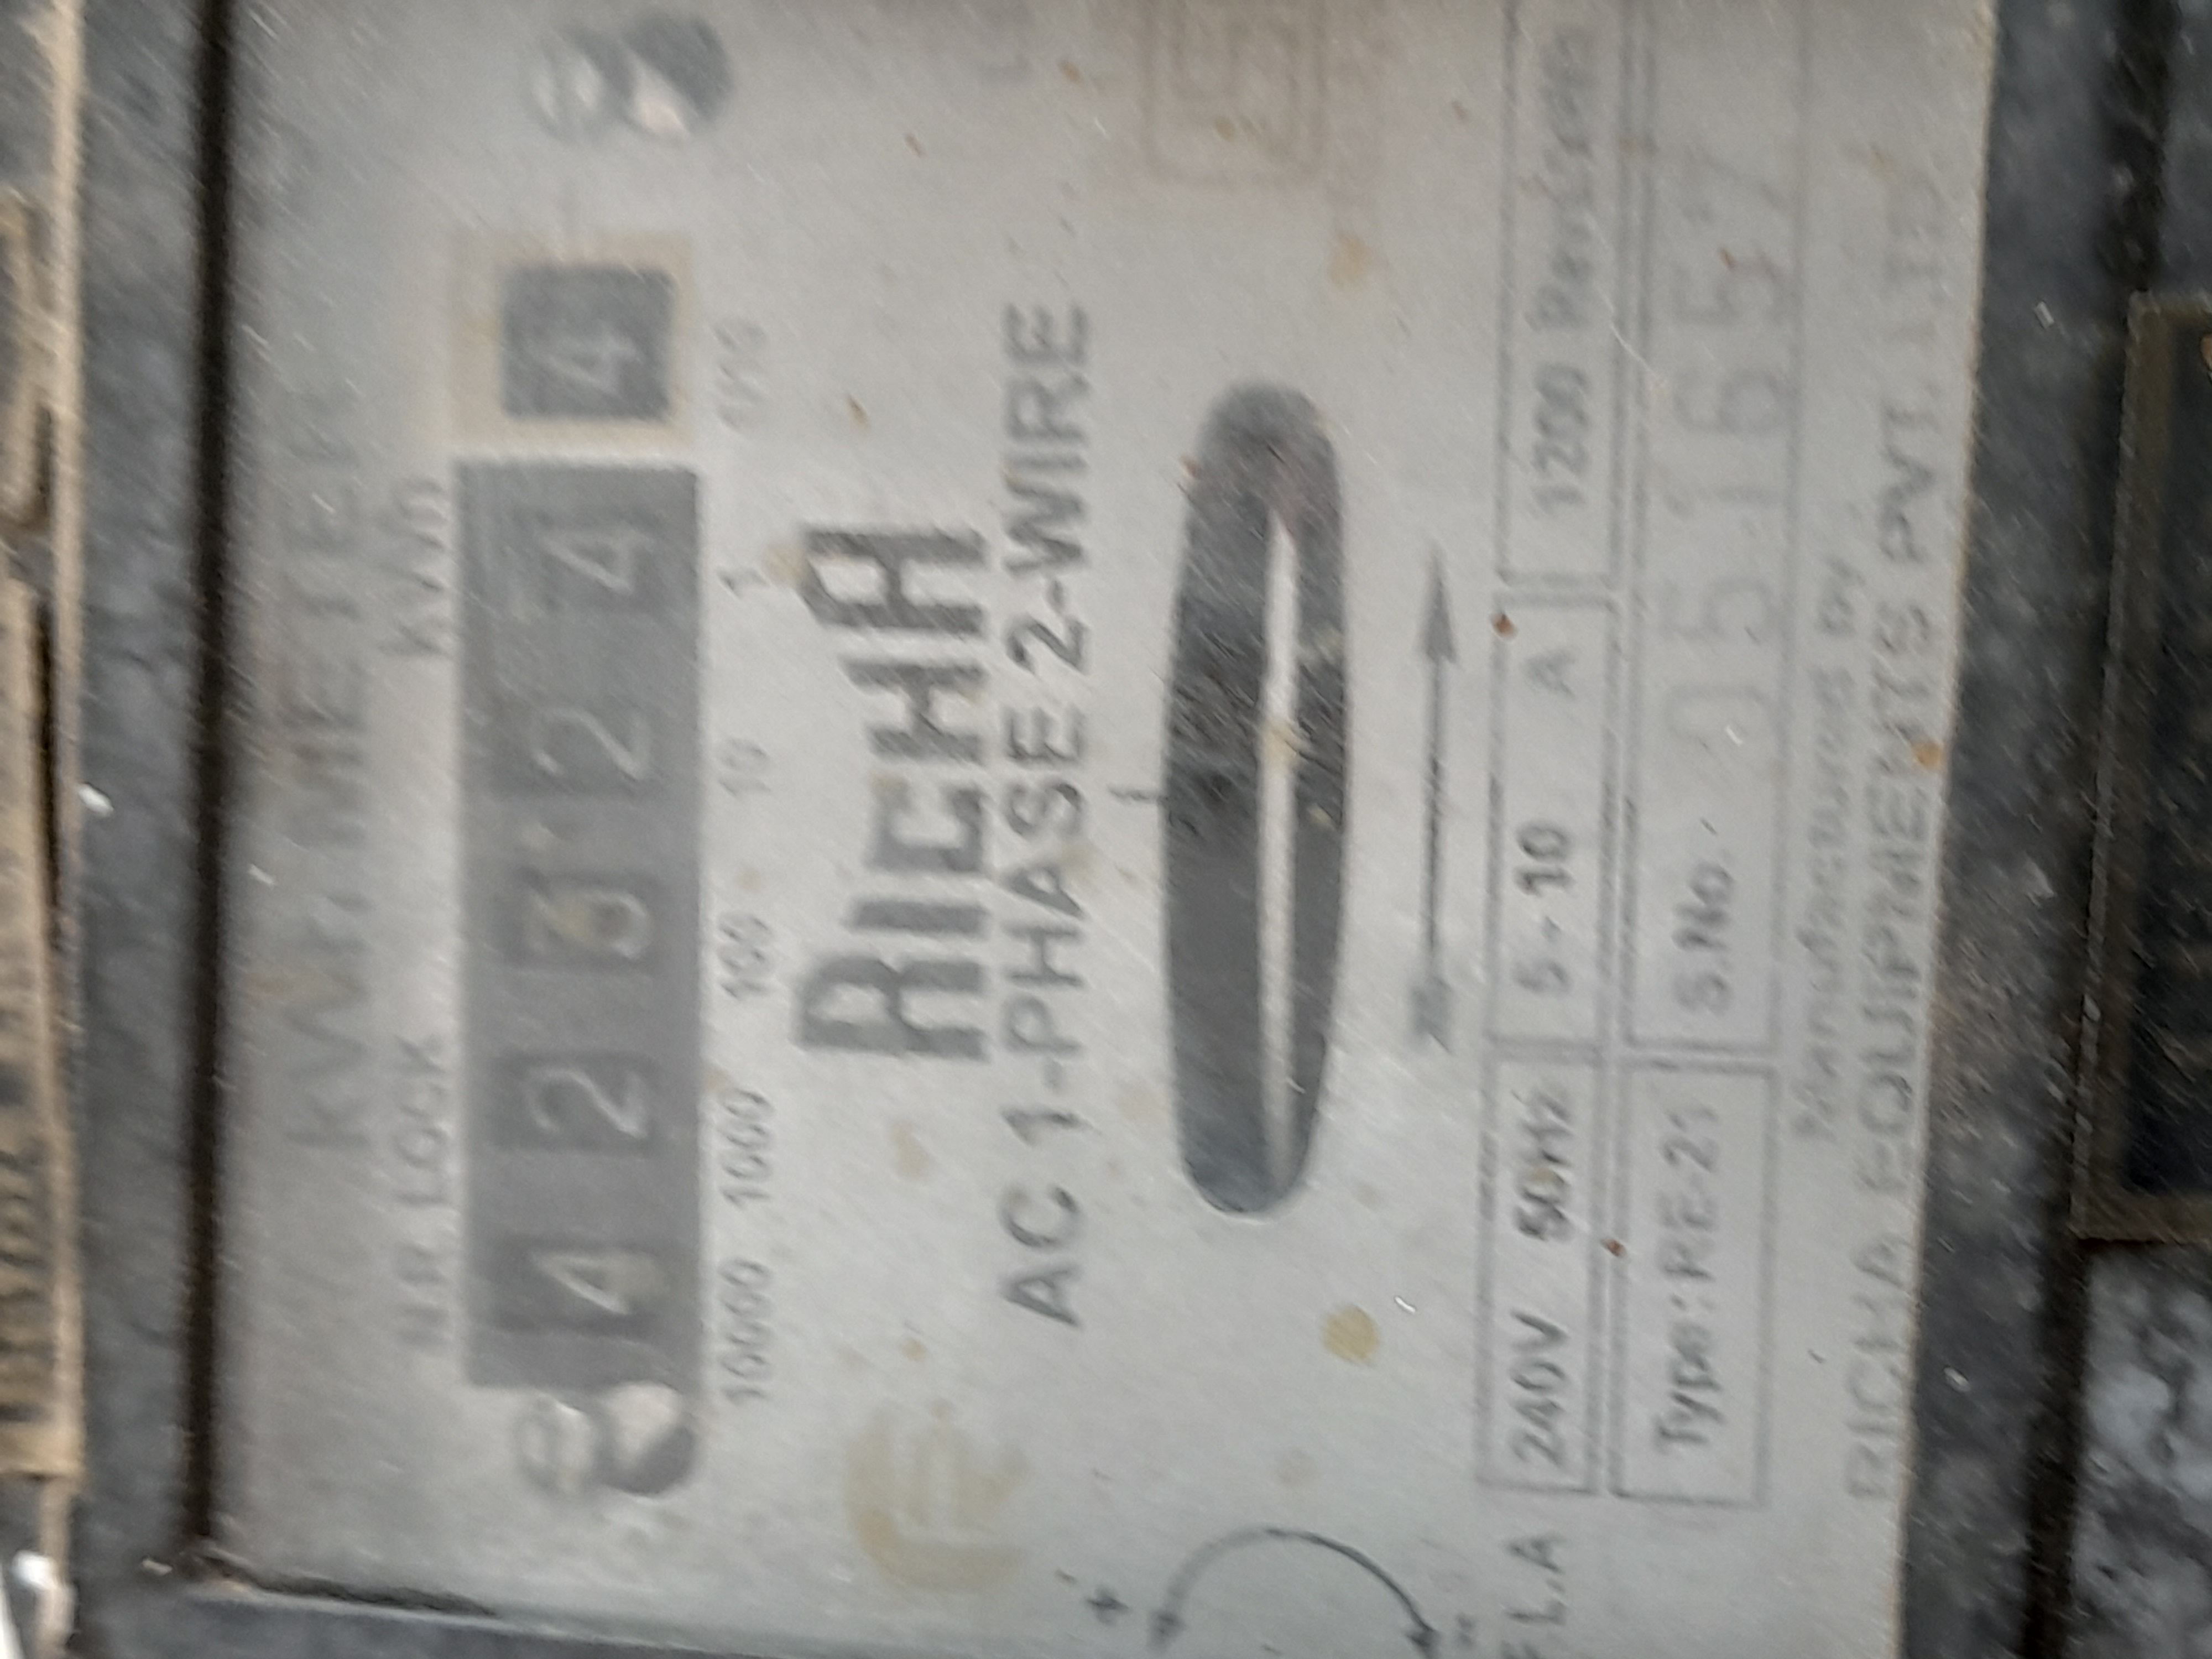 KWH METER
N.R. LOCK KWh
4 2 3 2 4 4
10000 1000 100 10 1 1/10
RICHA
AC 1-PHASE 2-WIRE
240V 50Hz 5-10 A 1200 Rev/kWh
F L A
Type: RE-21 S.No. 0516657
Manufactured by
RICHA EQUIPMENTS PVT. LTD.
+
-